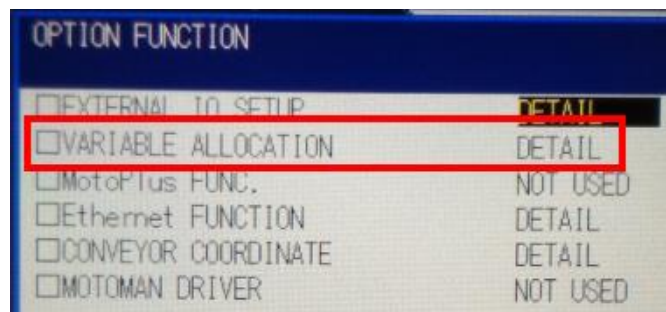 OPTION FUNCTION
□EXTERNAL IO SETUP DETAIL
□VARIABLE ALLOCATION DETAIL
□MotoPlus FUNC. NOT USED
□Ethernet FUNCTION DETAIL
□CONVEYOR COORDINATE DETAIL
□MOTOMAN DRIVER NOT USED